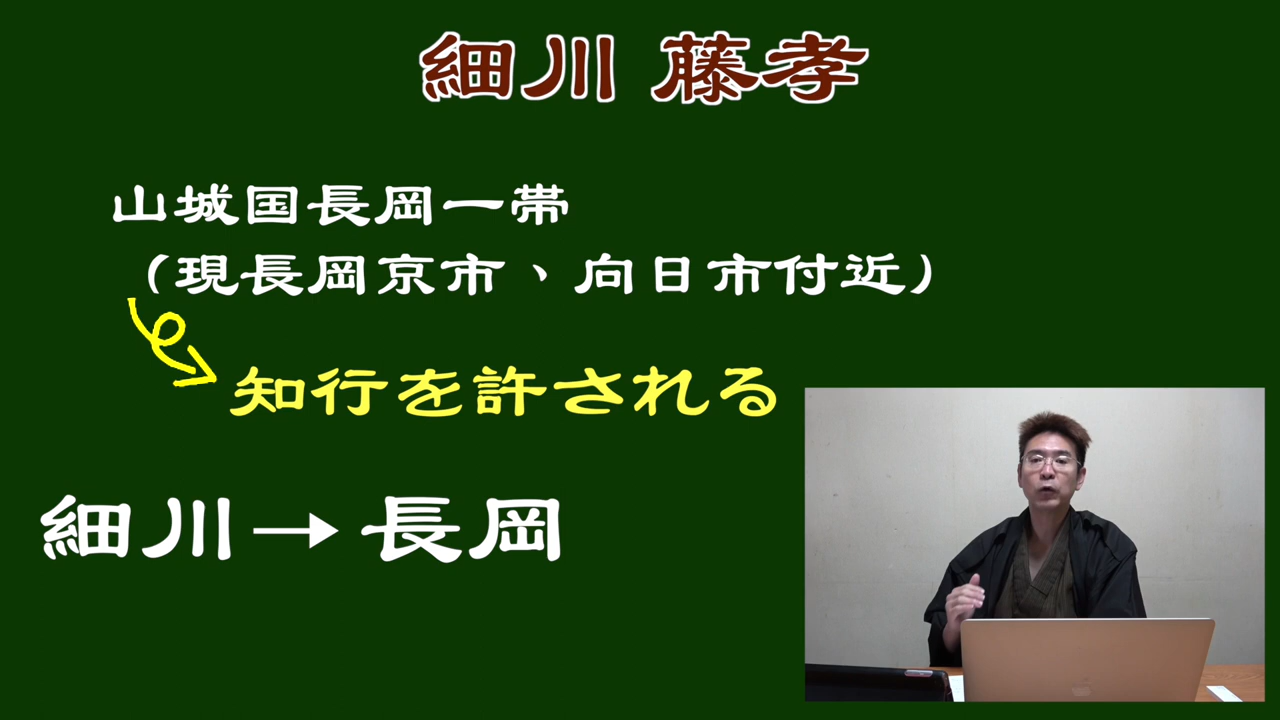 細川 藤孝
山城国長岡一帯
（現長岡京市、向日市付近）
知行を許される
細川→長岡